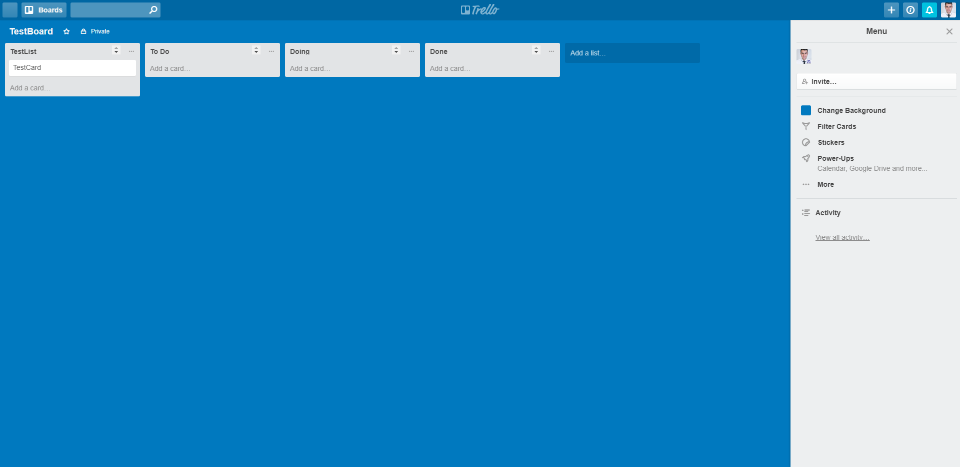 Boards
Trello
TestBoard
Private
TestList
TestCard
Add a card...
To Do
Add a card...
Doing
Add a card...
Done
Add a card...
Add a list...
Menu
Invite...
Change Background
Filter Cards
Stickers
Power-Ups
Calendar, Google Drive and more...
More
Activity
View all activity...